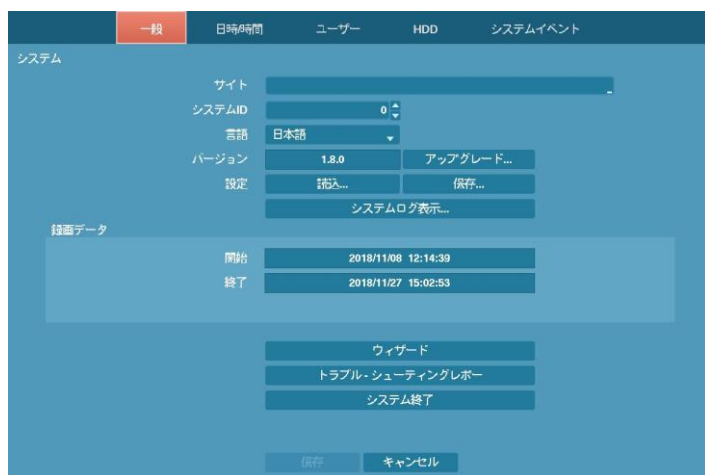 一般 日時/時間 ユーザー HDD システムイベント
システム
サイト
システムID 0
言語 日本語
バージョン 1.8.0 アップグレード...
設定 読込... 保存...
システムログ表示...
録画データ
開始 2018/11/08 12:14:39
終了 2018/11/27 15:02:53
ウィザード
トラブル - シューティングレポー
システム終了
保存 キャンセル